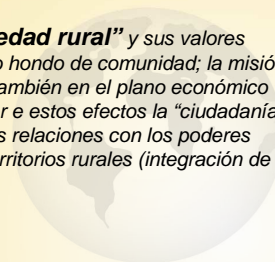 edad rural” y sus valores
o hondo de comunidad; la misió
ambién en el plano económico
r e estos efectos la “ciudadanía
s relaciones con los poderes
rritorios rurales (integración de